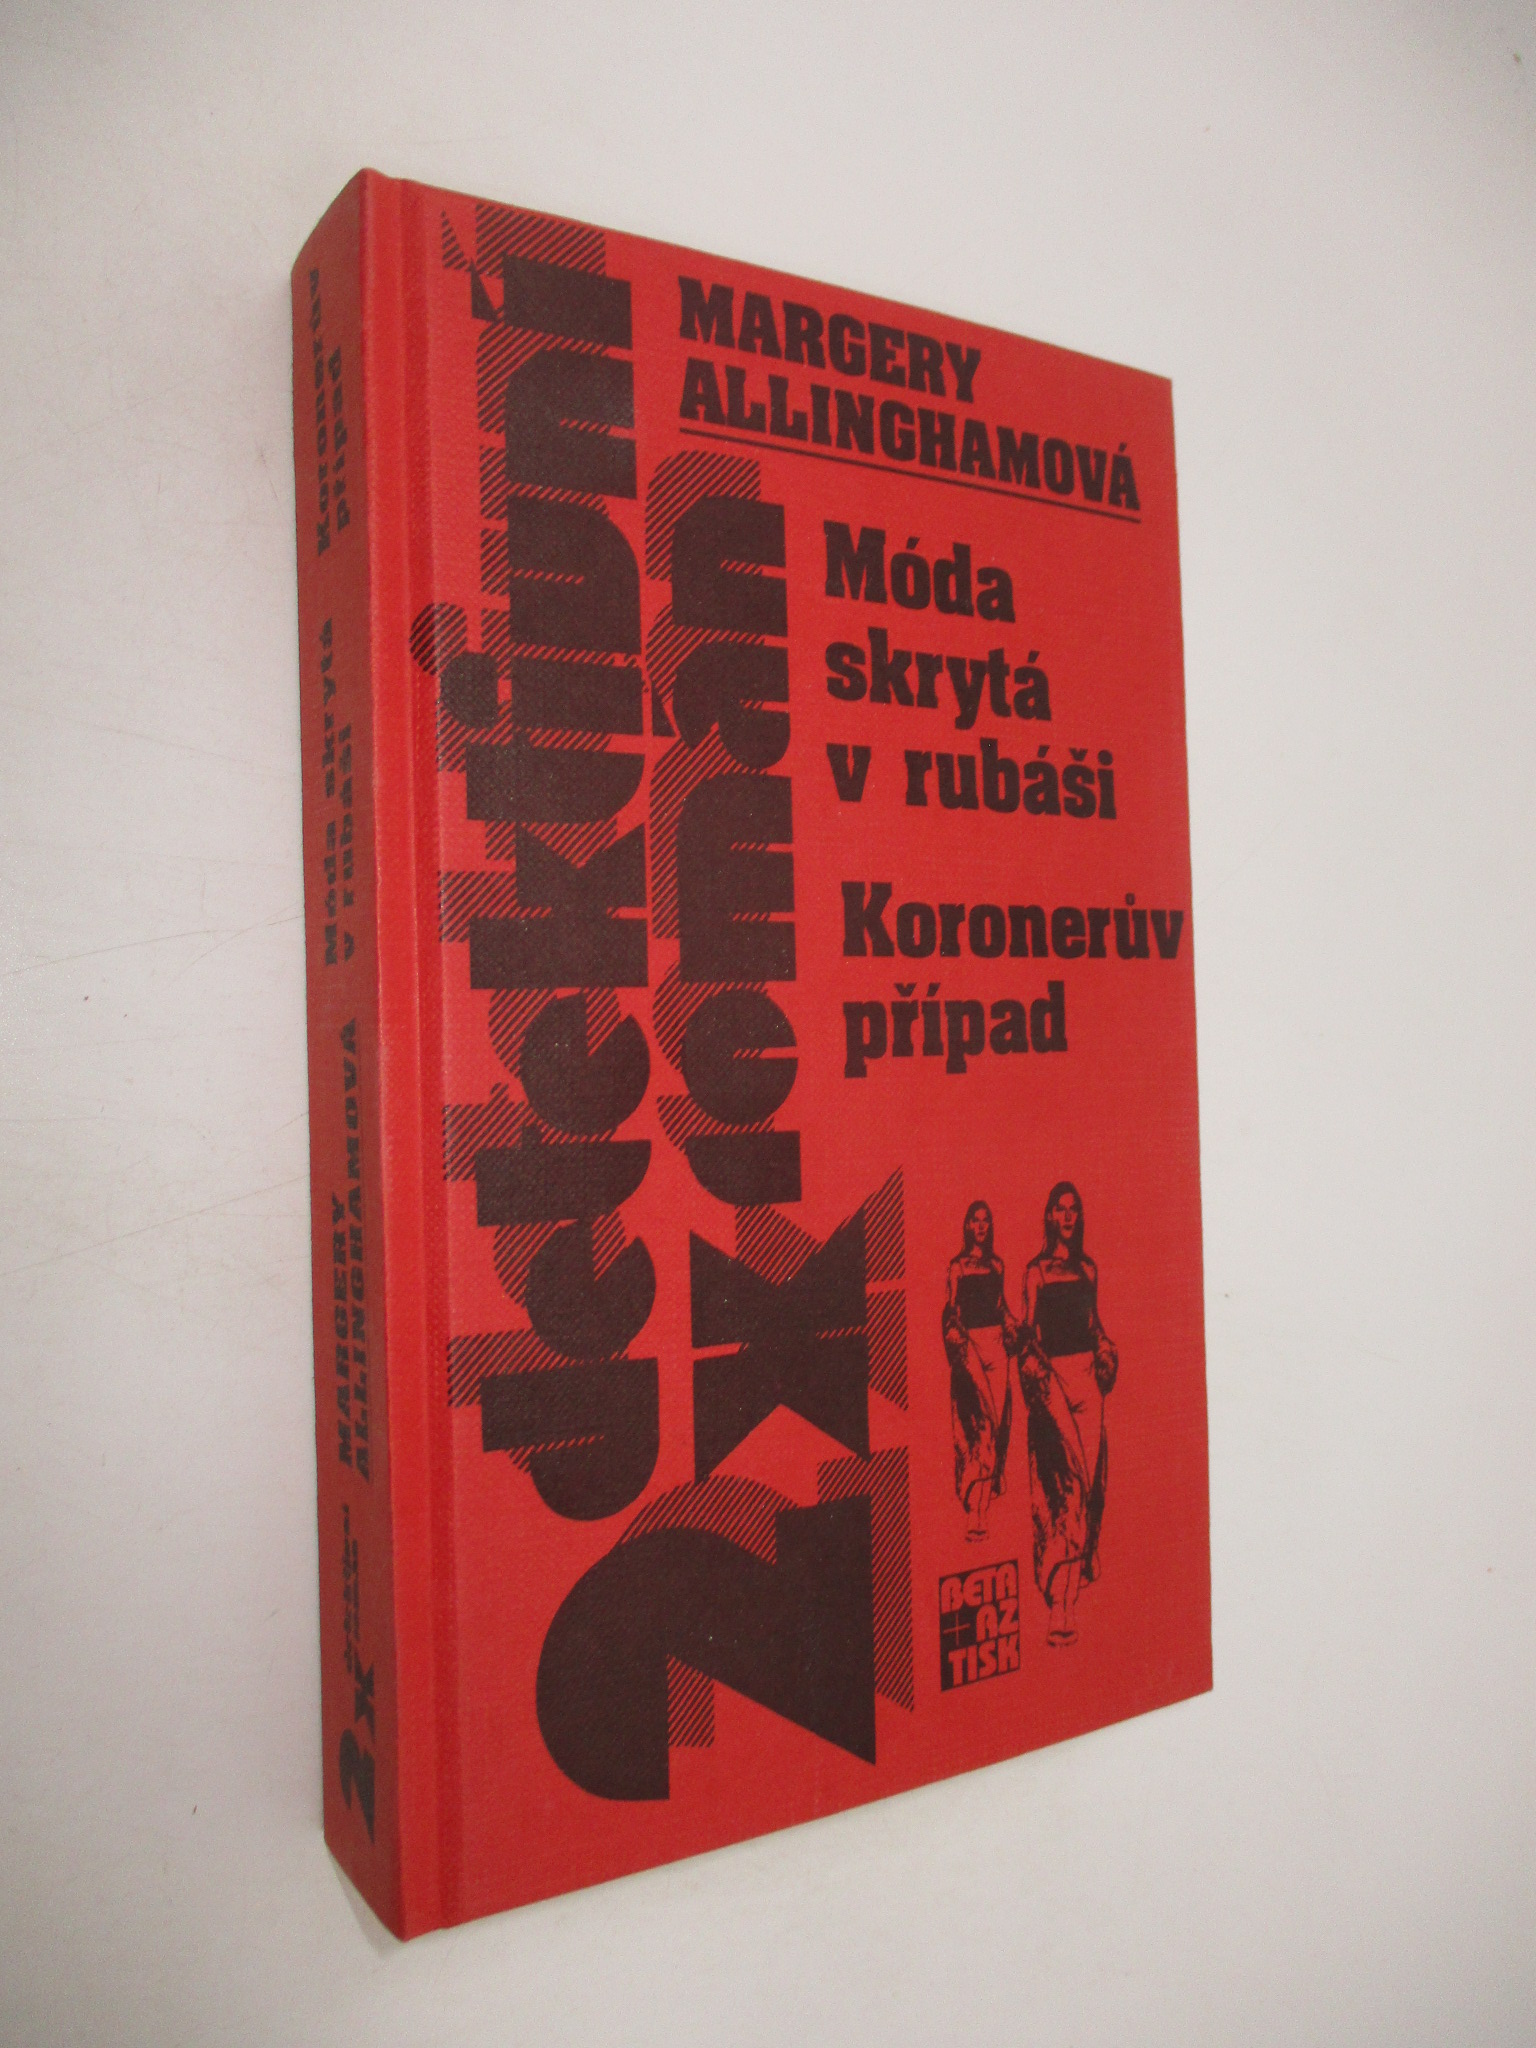 MARGERY
ALLINGHAMOVÁ
Móda
skrytá
v rubáši
Koronerův
případ
2x detektivní
román
BETA
+AZ
TISK
2x
MARGERY
ALLINGHAMOVÁ
Móda skrytá
v rubáši
Koronerův
případ